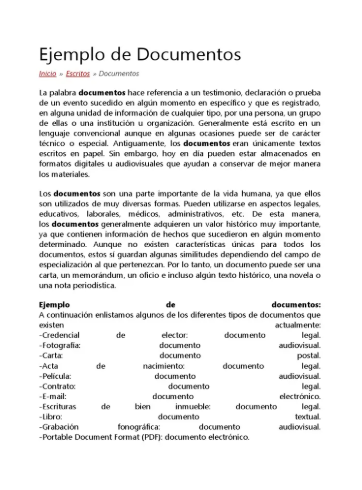 Ejemplo de Documentos
Inicio » Escritos » Documentos
La palabra documentos hace referencia a un testimonio, declaración o prueba
de un evento sucedido en algún momento en específico y que es registrado,
en alguna unidad de información de cualquier tipo, por una persona, un grupo
de ellas o una institución u organización. Generalmente está escrito en un
lenguaje convencional aunque en algunas ocasiones puede ser de carácter
técnico o especial. Antiguamente, los documentos eran únicamente textos
escritos en papel. Sin embargo, hoy en día pueden estar almacenados en
formatos digitales u audiovisuales que ayudan a conservar de mejor manera
los materiales.
Los documentos son una parte importante de la vida humana, ya que ellos
son utilizados de muy diversas formas. Pueden utilizarse en aspectos legales,
educativos, laborales, médicos, administrativos, etc. De esta manera,
los documentos generalmente adquieren un valor histórico muy importante,
ya que contienen información de hechos que sucedieron en algún momento
determinado. Aunque no existen características únicas para todos los
documentos, estos sí guardan algunas similitudes dependiendo del campo de
especialización al que pertenezcan. Por lo tanto, un documento puede ser una
carta, un memorándum, un oficio e incluso algún texto histórico, una novela o
una nota periodística.
Ejemplo de documentos:
A continuación enlistamos algunos de los diferentes tipos de documentos que
existen actualmente:
-Credencial de elector: documento legal.
-Fotografía: documento audiovisual.
-Carta: documento postal.
-Acta de nacimiento: documento legal.
-Película: documento audiovisual.
-Contrato: documento legal.
-E-mail: documento electrónico.
-Escrituras de bien inmueble: documento legal.
-Libro: documento textual.
-Grabación fonográfica: documento audiovisual.
-Portable Document Format (PDF): documento electrónico.